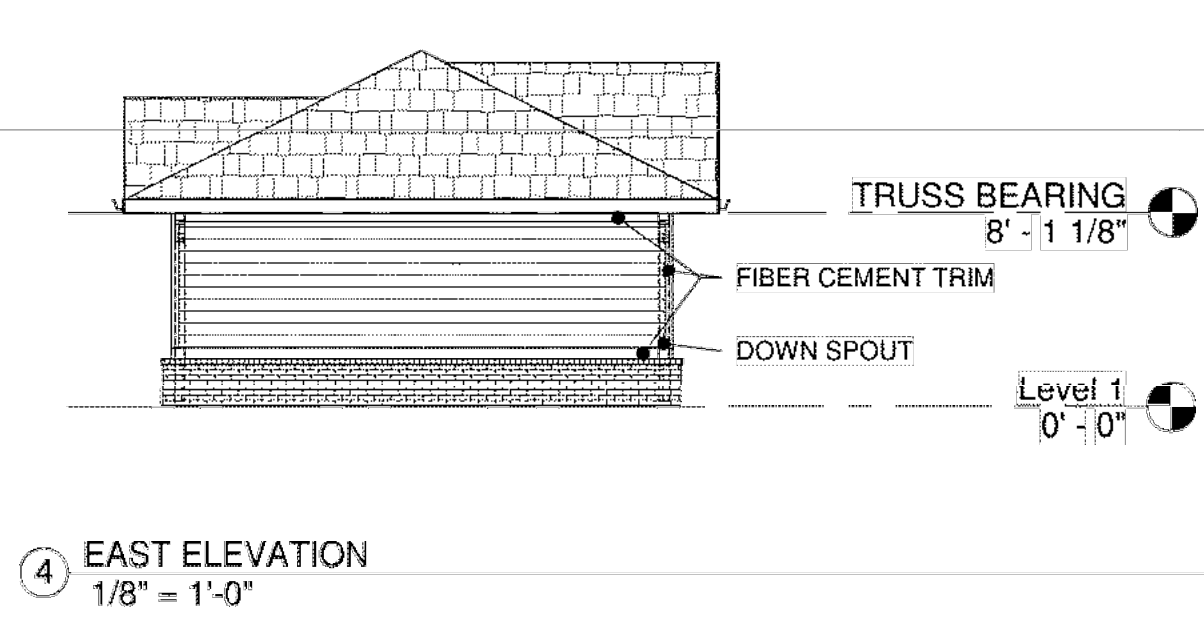 TRUSS BEARING
8' - 1 1/8"
FIBER CEMENT TRIM
DOWN SPOUT
Level 1
0' - 0"
4 EAST ELEVATION
1/8" = 1'-0"